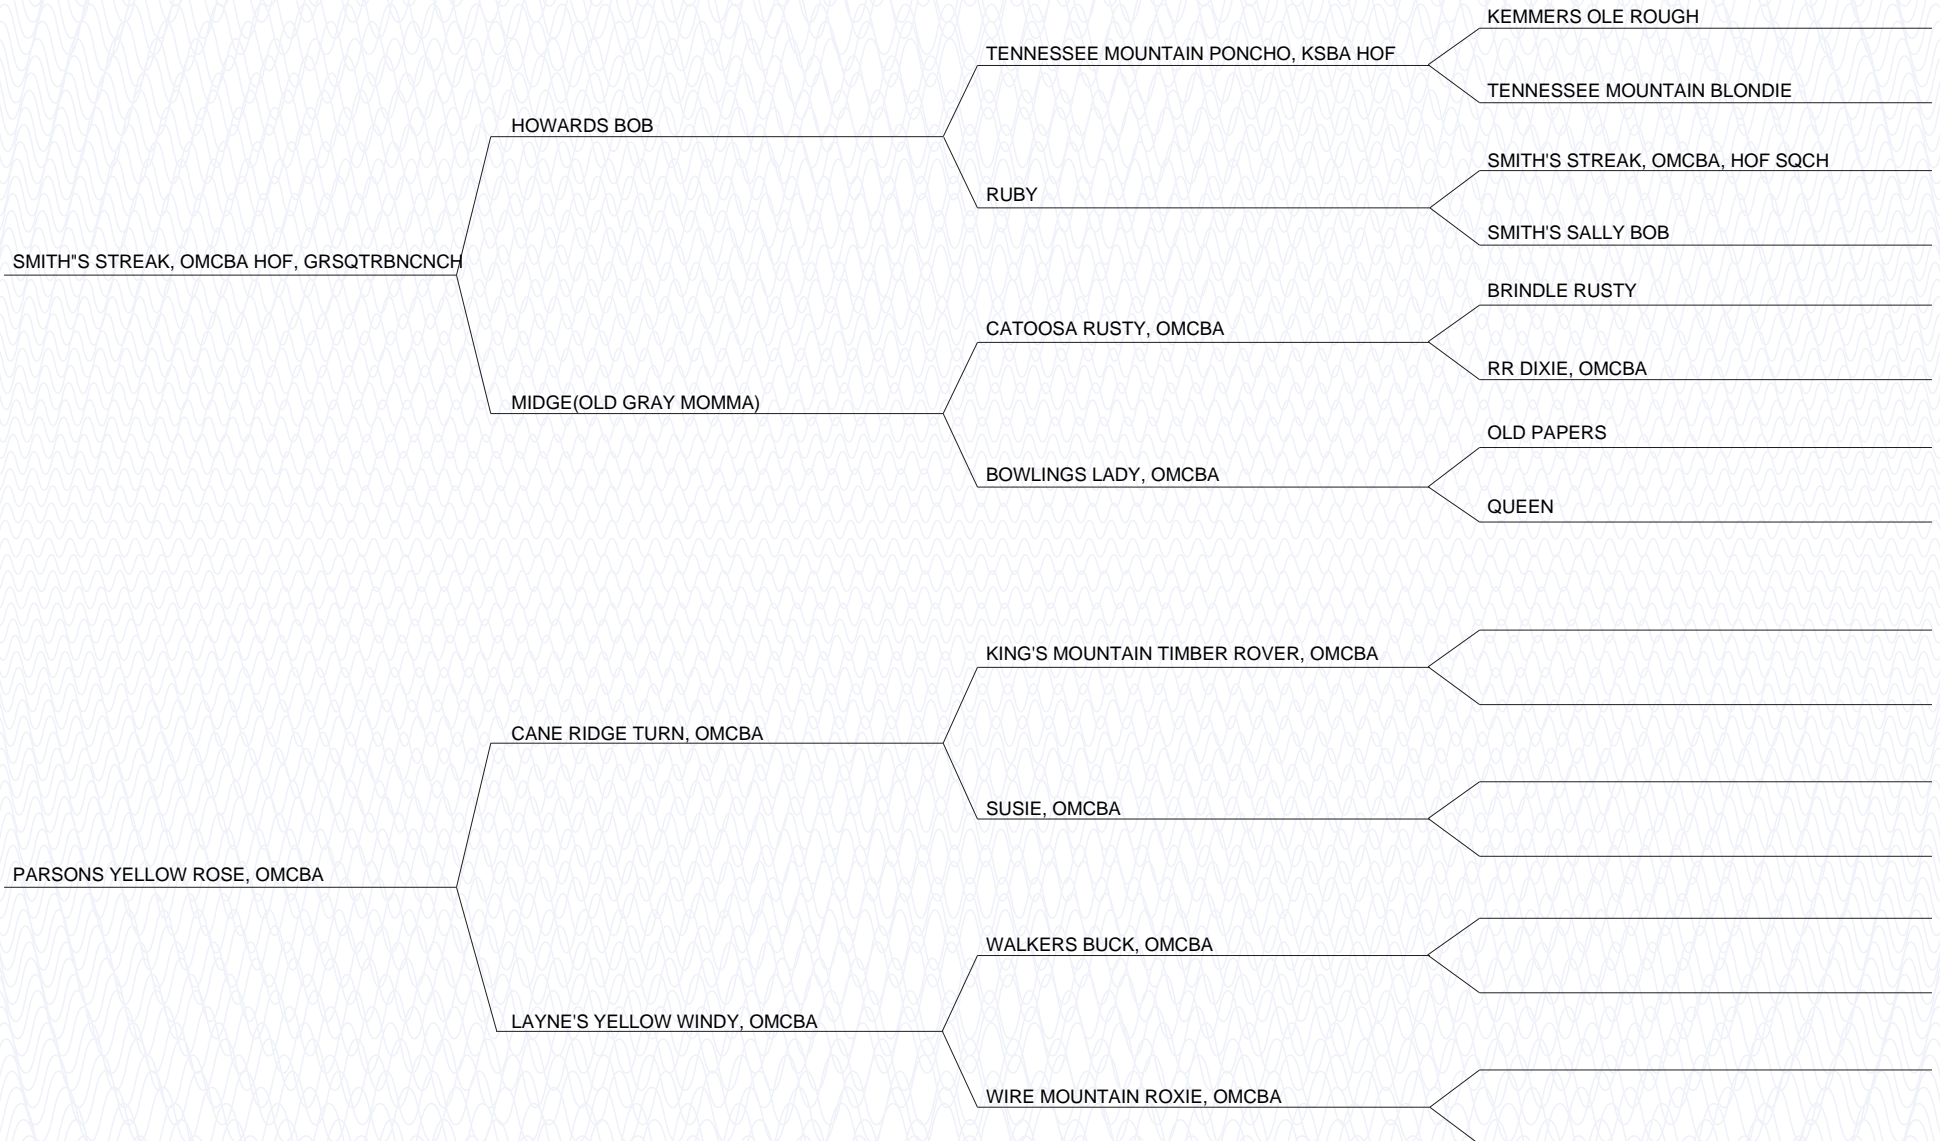 KEMMERS OLE ROUGH
TENNESSEE MOUNTAIN PONCHO, KSBA HOF
TENNESSEE MOUNTAIN BLONDIE
HOWARDS BOB
SMITH'S STREAK, OMCBA, HOF SQCH
RUBY
SMITH'S SALLY BOB
SMITH"S STREAK, OMCBA HOF, GRSQTRBNCNCH
BRINDLE RUSTY
CATOOSA RUSTY, OMCBA
RR DIXIE, OMCBA
MIDGE(OLD GRAY MOMMA)
OLD PAPERS
BOWLINGS LADY, OMCBA
QUEEN
KING'S MOUNTAIN TIMBER ROVER, OMCBA
CANE RIDGE TURN, OMCBA
SUSIE, OMCBA
PARSONS YELLOW ROSE, OMCBA
WALKERS BUCK, OMCBA
LAYNE'S YELLOW WINDY, OMCBA
WIRE MOUNTAIN ROXIE, OMCBA